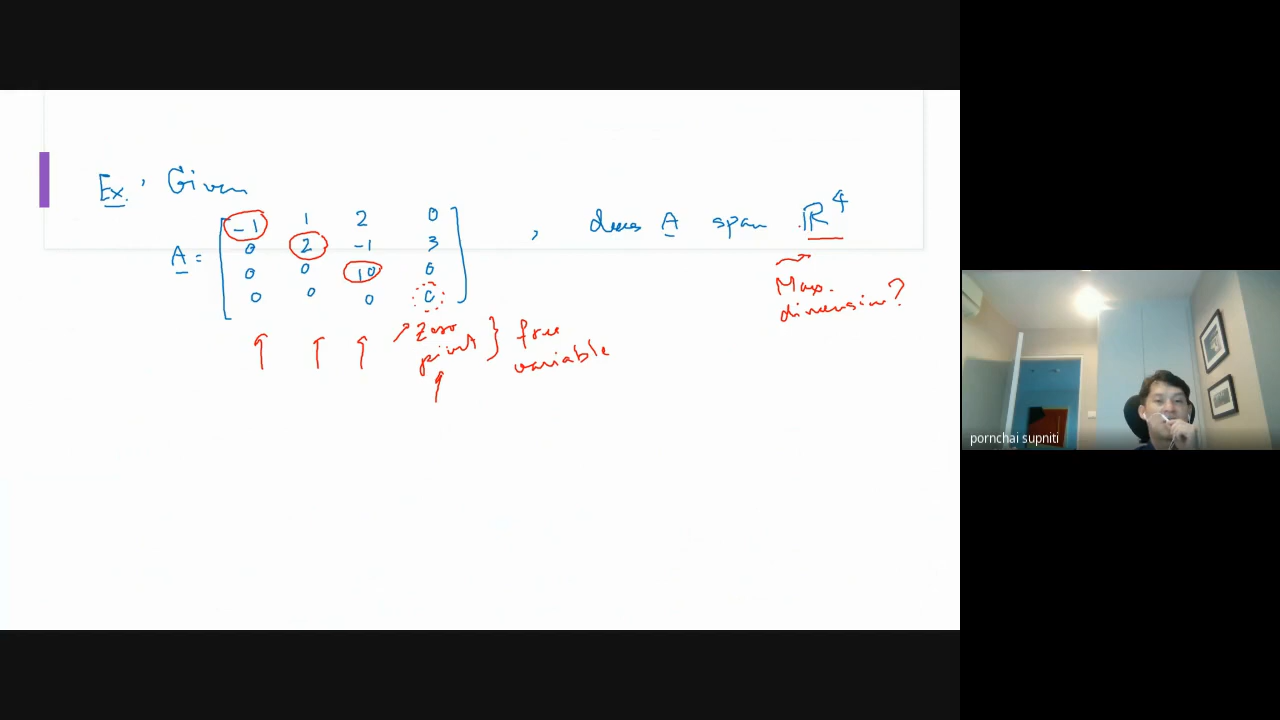 Ex. Given
A = [ -1 1 2 0
0 2 -1 3
0 0 10 0
0 0 0 0 ] , does A span ℝ⁴
Max.
dimension?
zero
pivot } free
variable
pornchai supniti